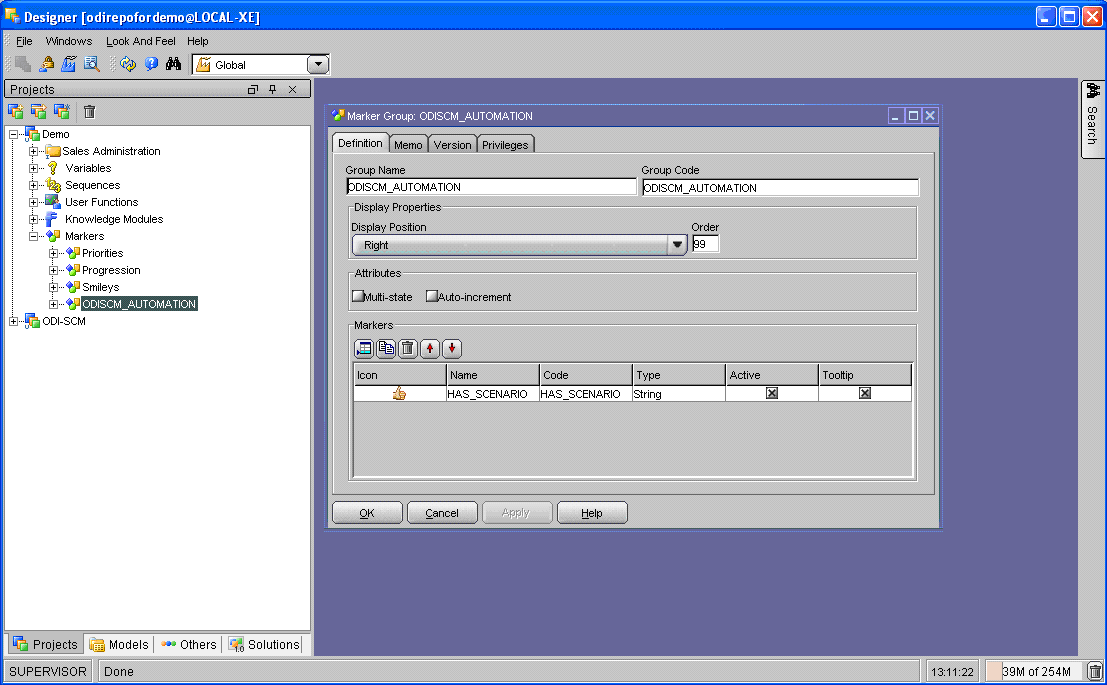 Designer [odirepofordemo@LOCAL-XE]
File Windows Look And Feel Help
Global
Projects
Demo
Sales Administration
Variables
Sequences
User Functions
Knowledge Modules
Markers
Priorities
Progression
Smileys
ODISCM_AUTOMATION
ODI-SCM
Marker Group: ODISCM_AUTOMATION
Definition Memo Version Privileges
Group Name Group Code
ODISCM_AUTOMATION ODISCM_AUTOMATION
Display Properties
Display Position Order
Right 99
Attributes
Multi-state Auto-increment
Markers
Icon Name Code Type Active Tooltip
HAS_SCENARIO HAS_SCENARIO String
OK Cancel Apply Help
Search
Projects Models Others Solutions
SUPERVISOR Done 13:11:22 39M of 254M